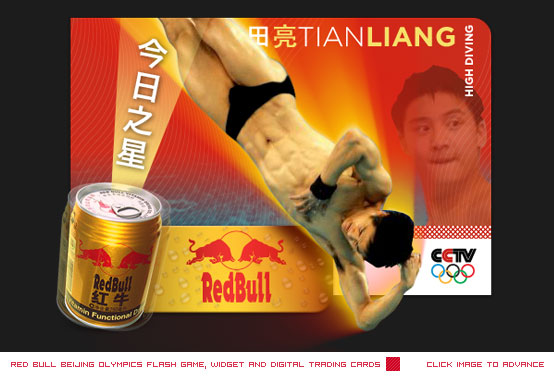 田亮TIANLIANG
HIGH DIVING
今日之星
RedBull
红牛
RedBull
CCTV
RED BULL BEIJING OLYMPICS FLASH GAME, WIDGET AND DIGITAL TRADING CARDS
CLICK IMAGE TO ADVANCE